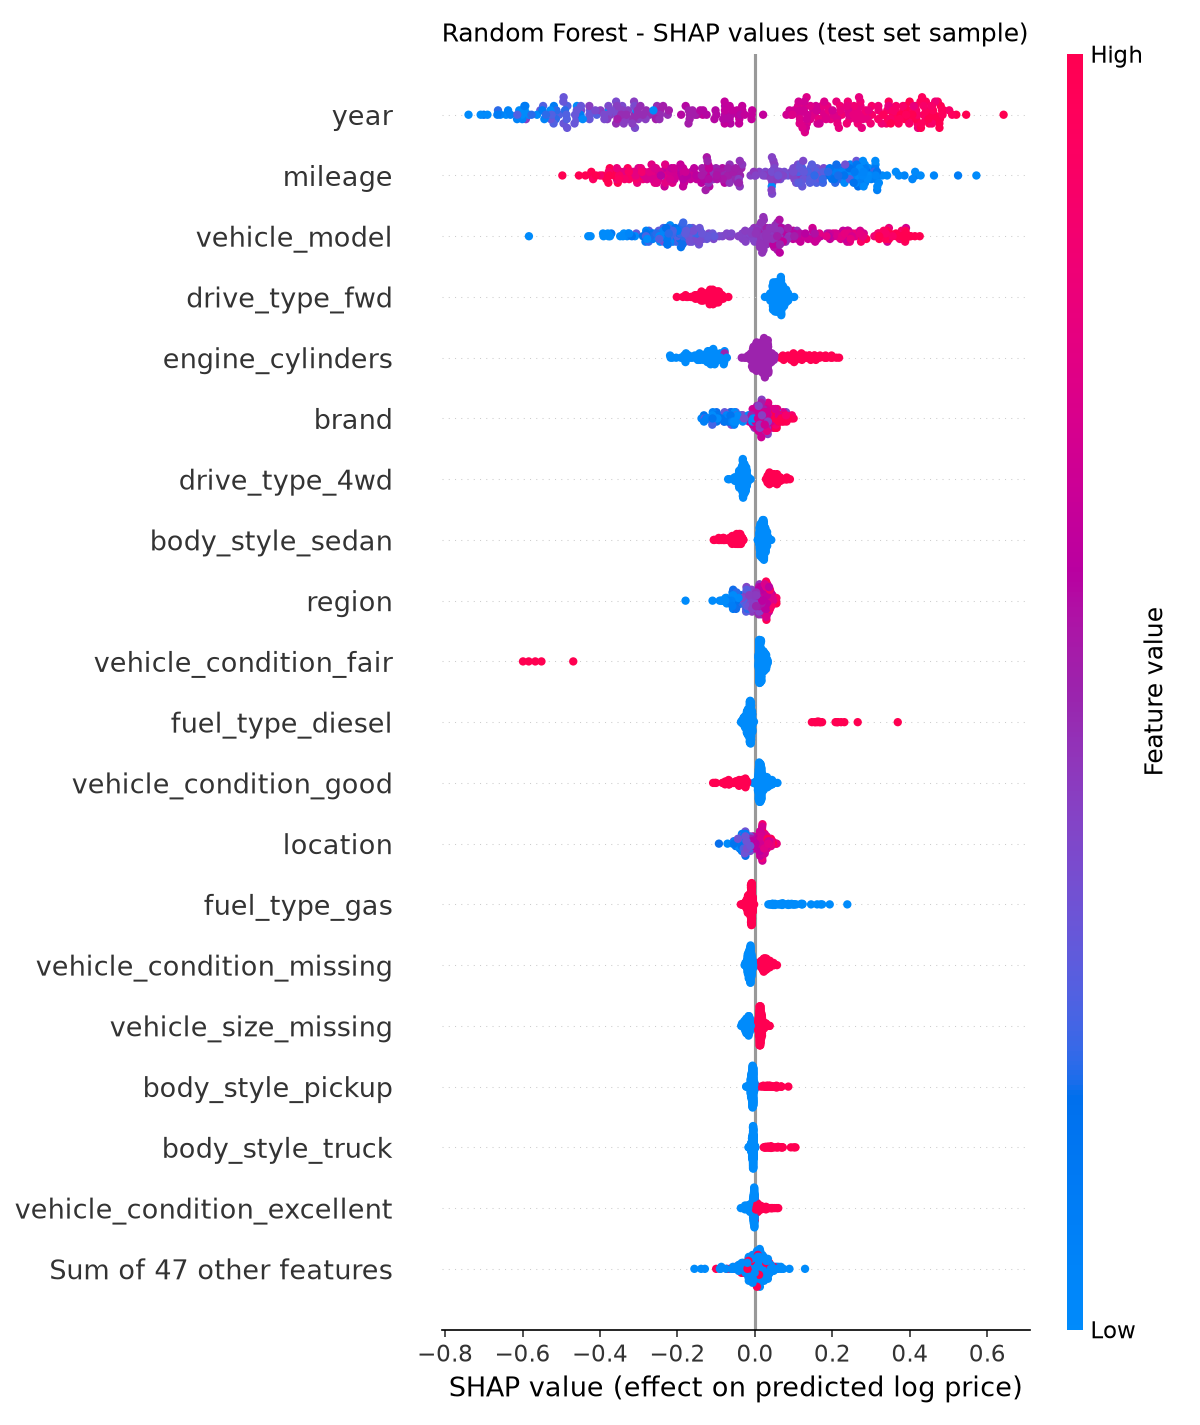 Random Forest - SHAP values (test set sample)
High
year
mileage
vehicle_model
drive_type_fwd
engine_cylinders
brand
drive_type_4wd
body_style_sedan
region
vehicle_condition_fair
fuel_type_diesel
vehicle_condition_good
location
fuel_type_gas
vehicle_condition_missing
vehicle_size_missing
body_style_pickup
body_style_truck
vehicle_condition_excellent
Sum of 47 other features
Feature value
Low
−0.8 −0.6 −0.4 −0.2 0.0 0.2 0.4 0.6
SHAP value (effect on predicted log price)